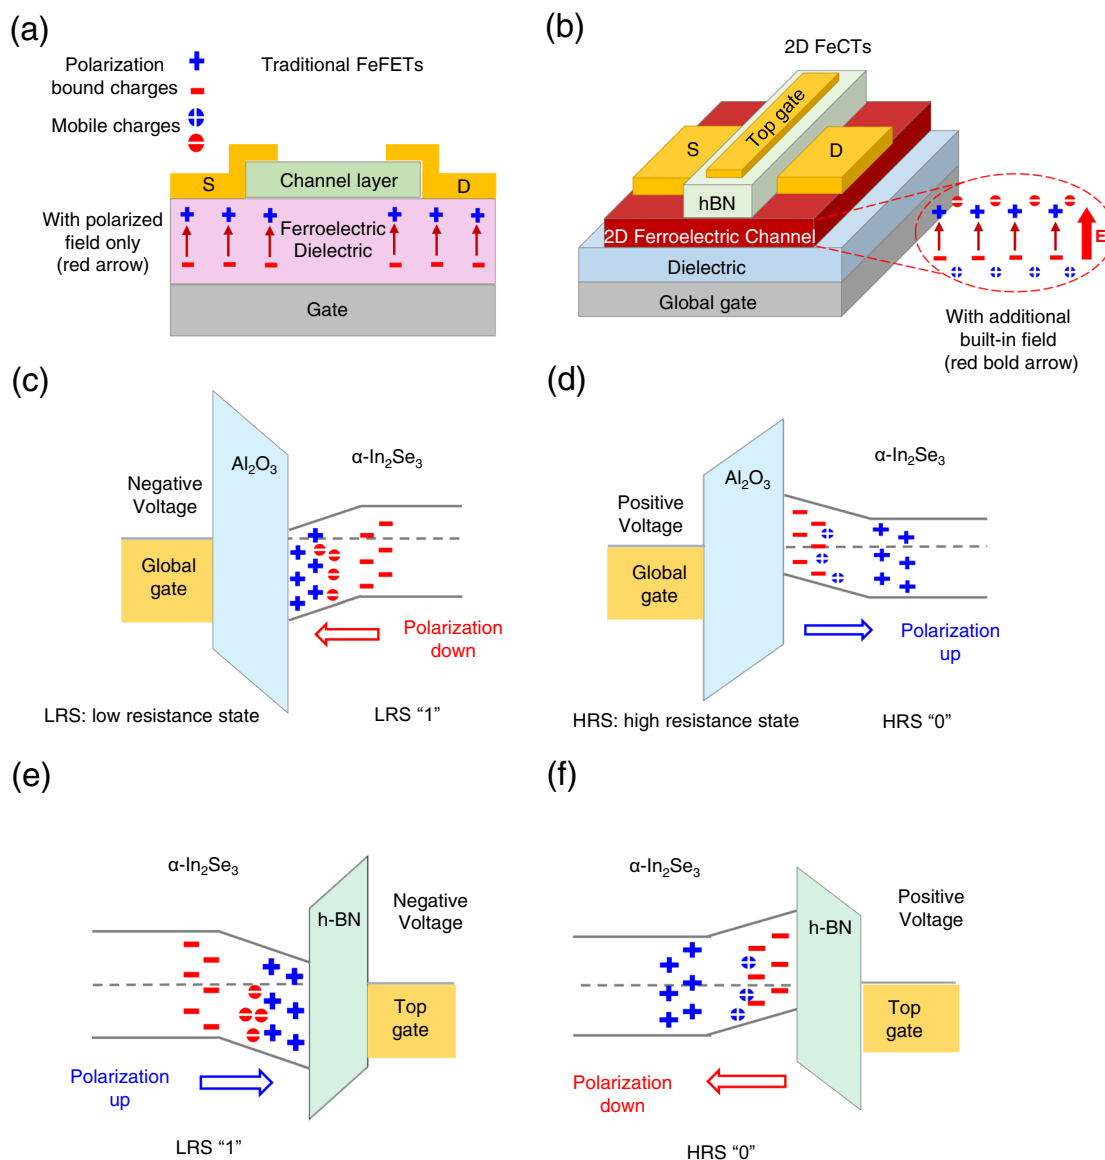 (a)
Polarization
bound charges
Mobile charges
Traditional FeFETs
S
Channel layer
D
With polarized
field only
(red arrow)
Ferroelectric
Dielectric
Gate
(b)
2D FeCTs
Top gate
S
D
hBN
2D Ferroelectric Channel
Dielectric
Global gate
E
With additional
built-in field
(red bold arrow)
(c)
Al₂O₃
α-In₂Se₃
Negative
Voltage
Global
gate
Polarization
down
LRS: low resistance state
LRS “1”
(d)
Al₂O₃
α-In₂Se₃
Positive
Voltage
Global
gate
Polarization
up
HRS: high resistance state
HRS “0”
(e)
α-In₂Se₃
h-BN
Negative
Voltage
Top
gate
Polarization
up
LRS “1”
(f)
α-In₂Se₃
h-BN
Positive
Voltage
Top
gate
Polarization
down
HRS “0”